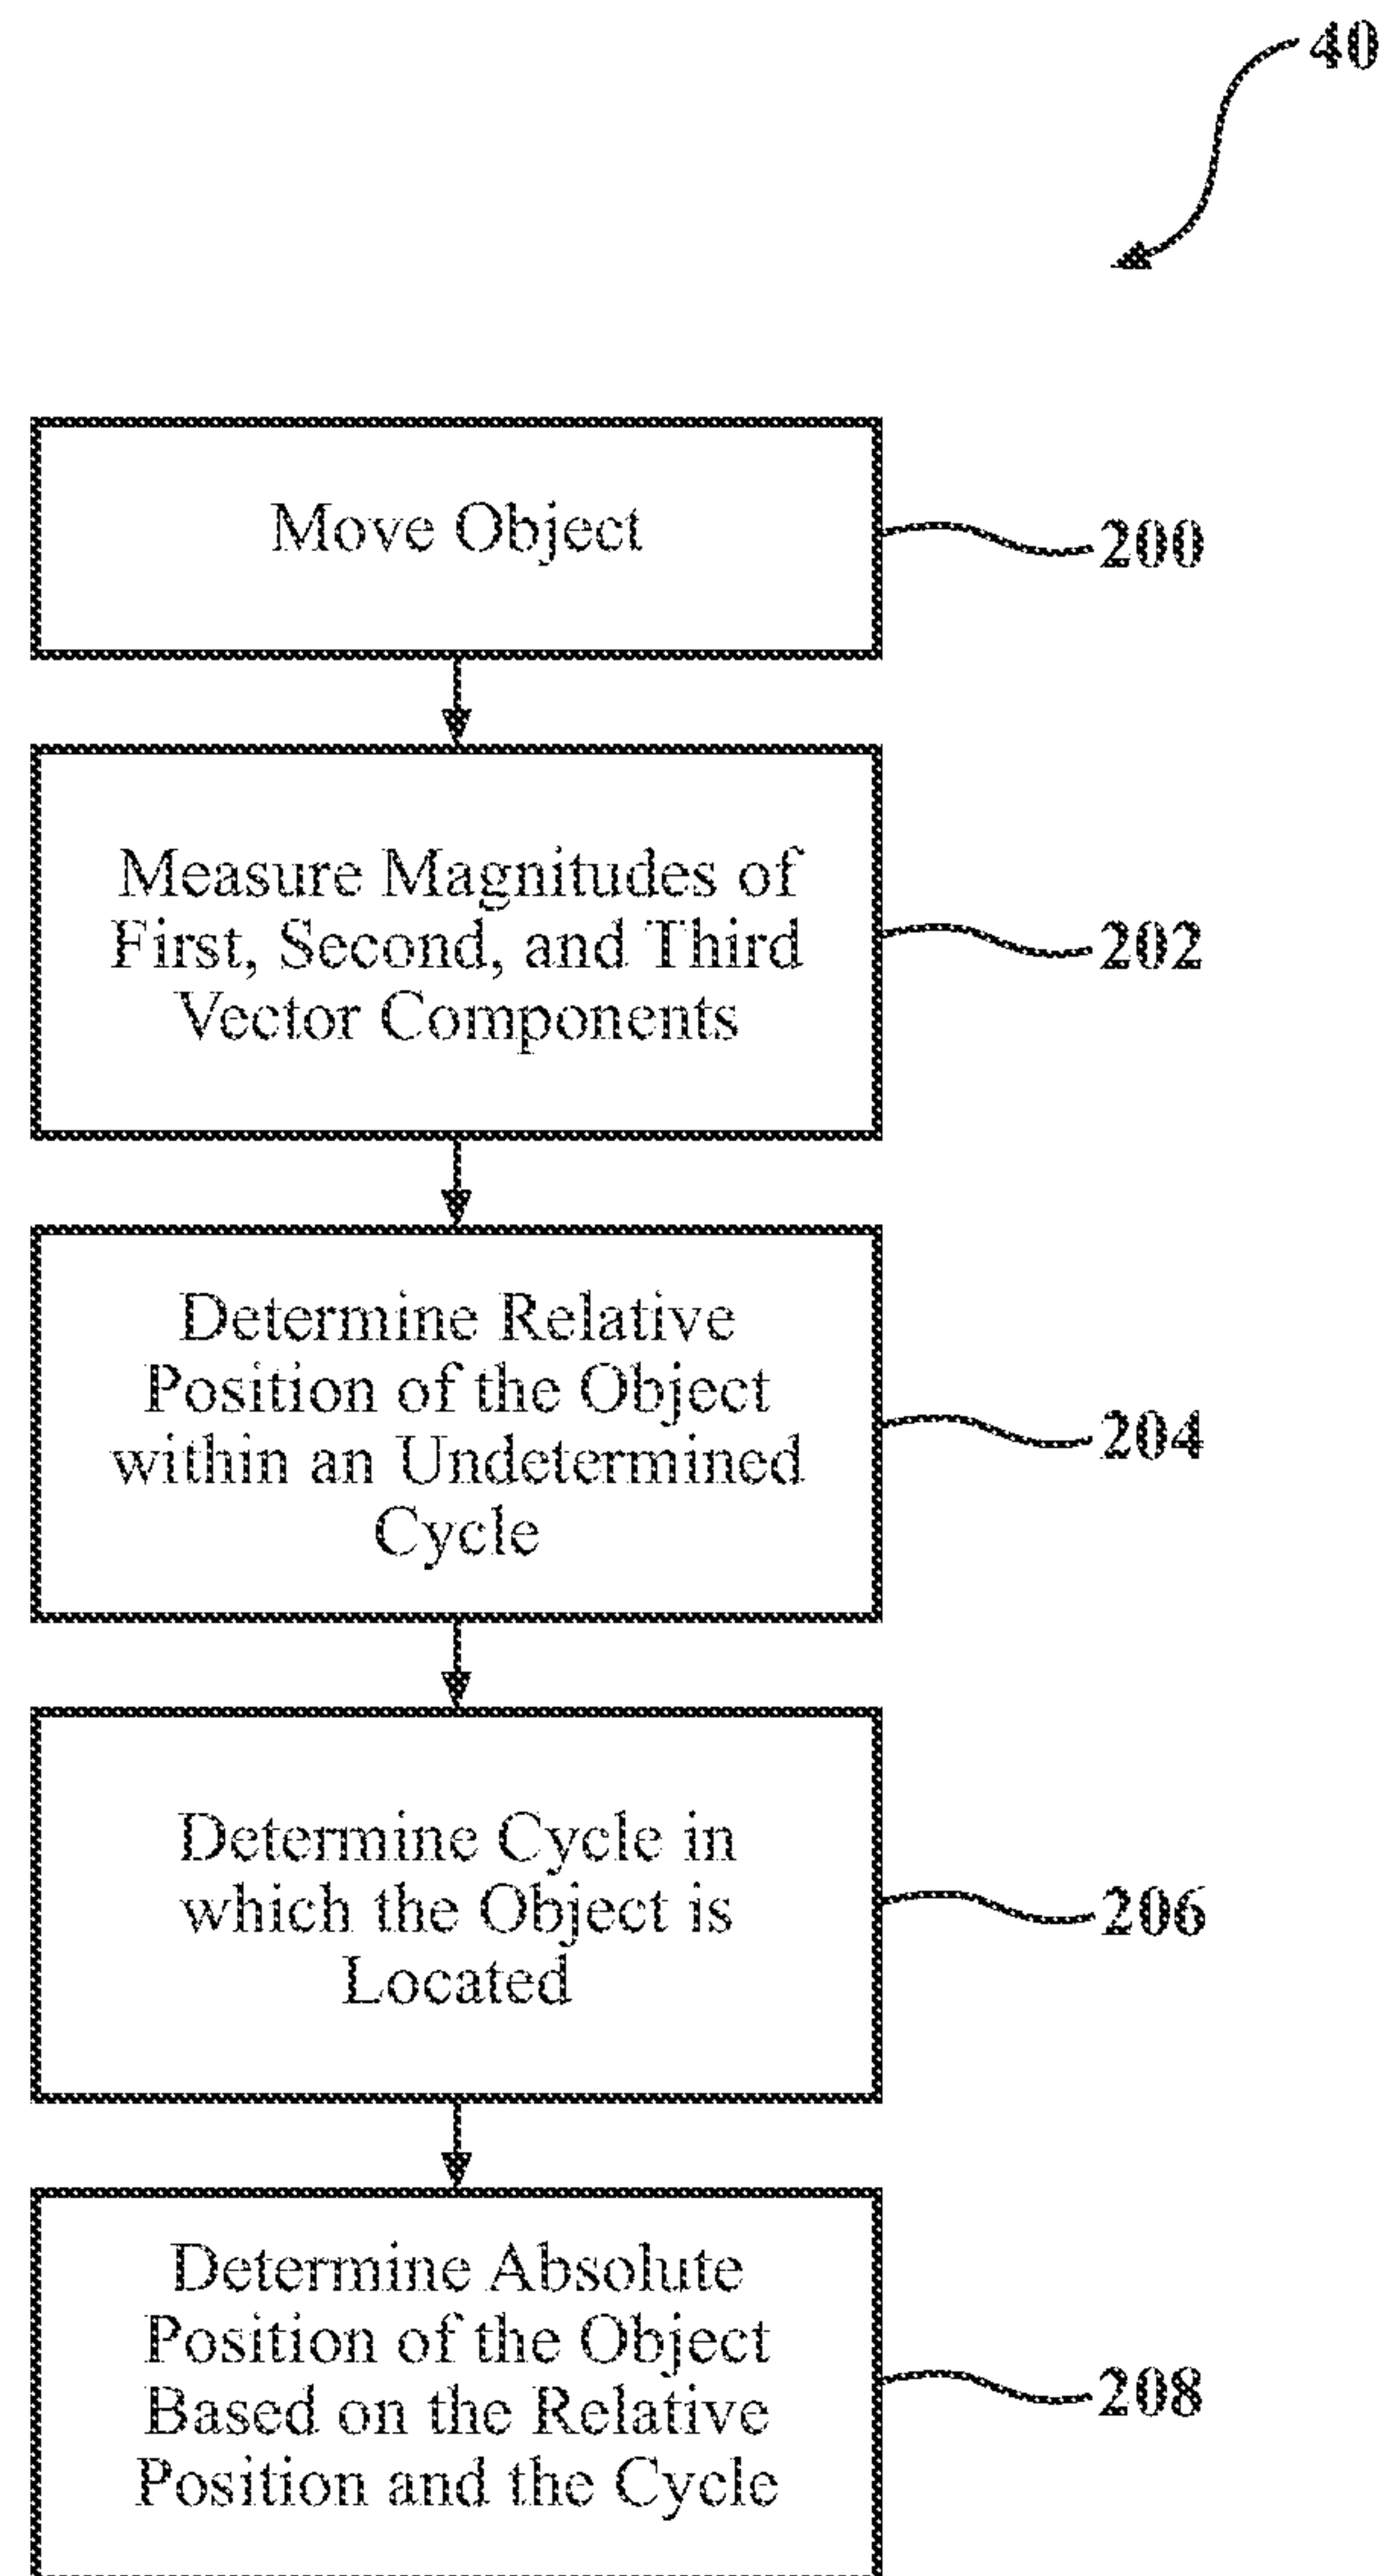 40
Move Object
200
Measure Magnitudes of
First, Second, and Third
Vector Components
202
Determine Relative
Position of the Object
within an Undetermined
Cycle
204
Determine Cycle in
which the Object is
Located
206
Determine Absolute
Position of the Object
Based on the Relative
Position and the Cycle
208